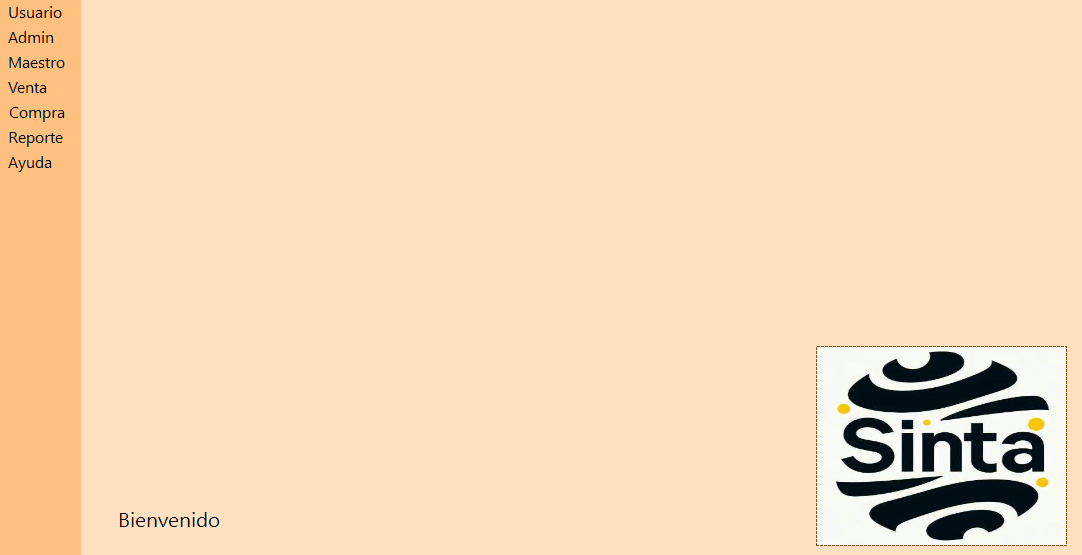 Usuario
Admin
Maestro
Venta
Compra
Reporte
Ayuda
Bienvenido
Sinta